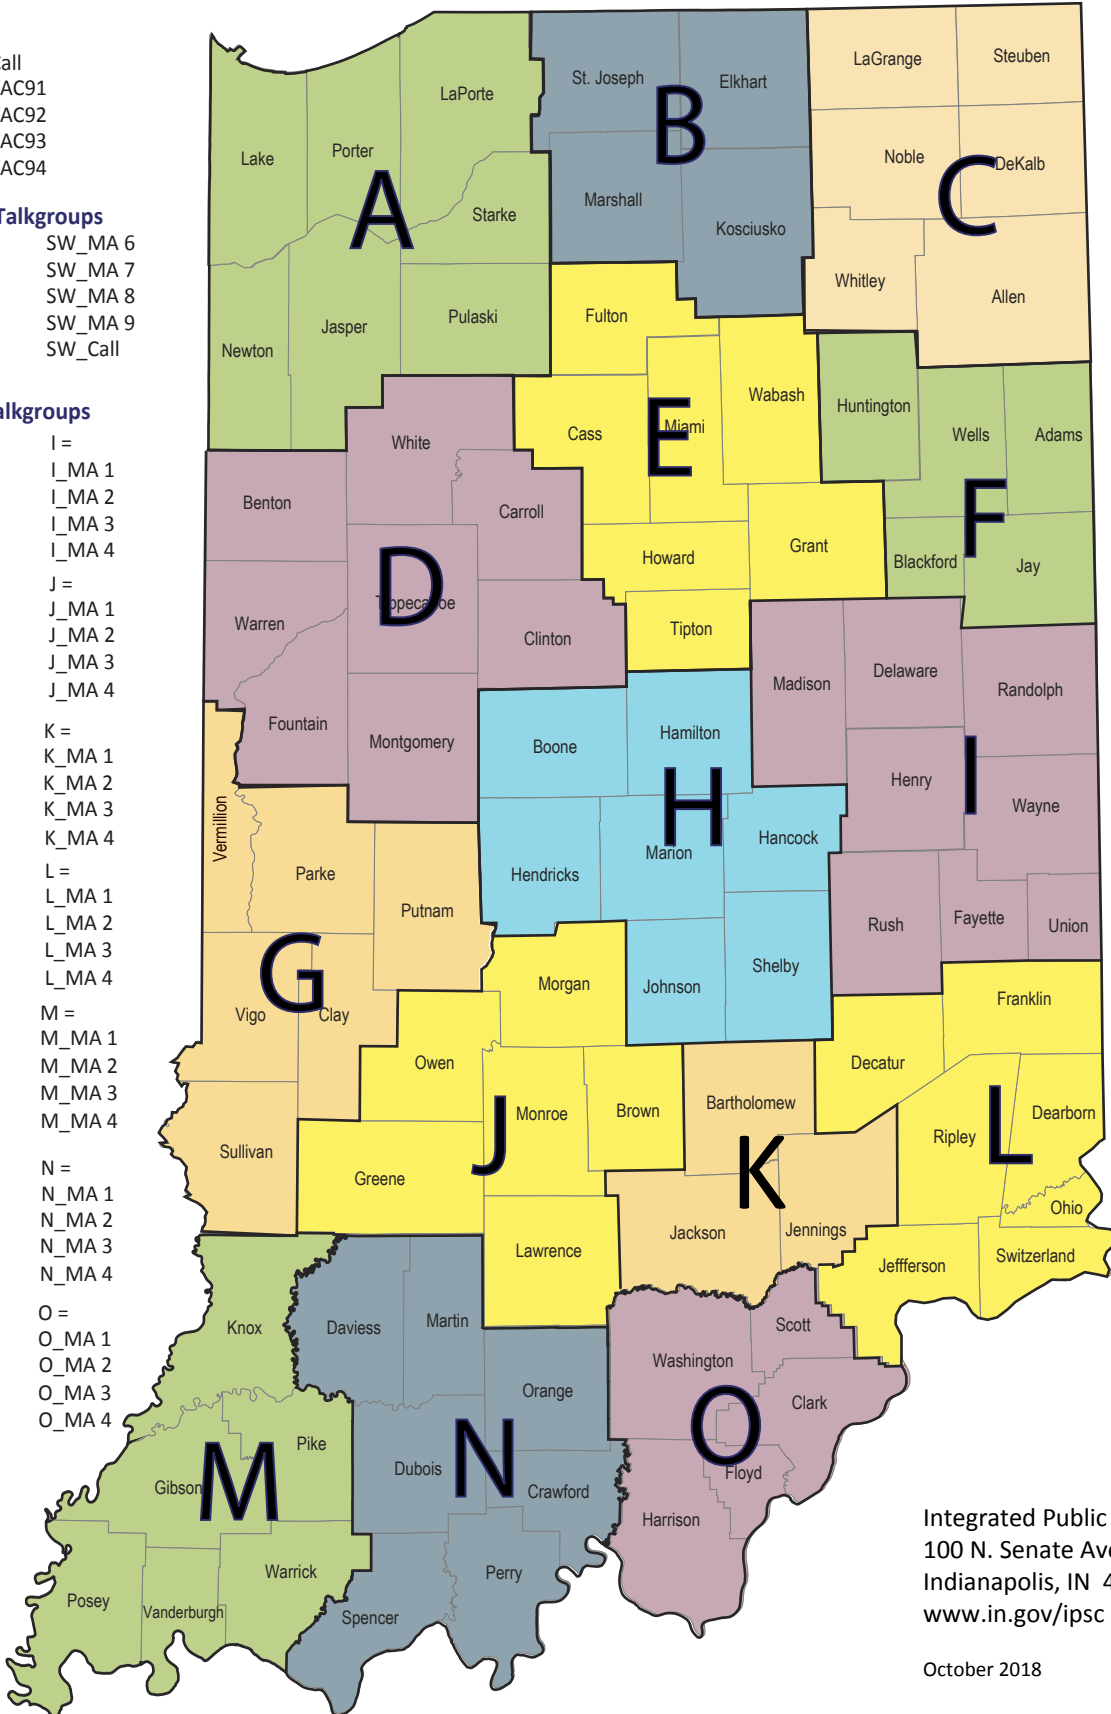 Call
TAC91
TAC92
TAC93
TAC94
Talkgroups
SW_MA 6
SW_MA 7
SW_MA 8
SW_MA 9
SW_Call
alkgroups
I =
I_MA 1
I_MA 2
I_MA 3
I_MA 4
J =
J_MA 1
J_MA 2
J_MA 3
J_MA 4
K =
K_MA 1
K_MA 2
K_MA 3
K_MA 4
L =
L_MA 1
L_MA 2
L_MA 3
L_MA 4
M =
M_MA 1
M_MA 2
M_MA 3
M_MA 4
N =
N_MA 1
N_MA 2
N_MA 3
N_MA 4
O =
O_MA 1
O_MA 2
O_MA 3
O_MA 4
A
Lake
Porter
LaPorte
Starke
Newton
Jasper
Pulaski
B
St. Joseph
Elkhart
Marshall
Kosciusko
C
LaGrange
Steuben
Noble
DeKalb
Whitley
Allen
D
White
Benton
Carroll
Tippecanoe
Warren
Clinton
Fountain
Montgomery
E
Fulton
Cass
Miami
Wabash
Howard
Grant
Tipton
F
Huntington
Wells
Adams
Blackford
Jay
G
Vermillion
Parke
Putnam
Vigo
Clay
Sullivan
H
Boone
Hamilton
Hendricks
Marion
Hancock
Johnson
Shelby
I
Madison
Delaware
Randolph
Henry
Wayne
Rush
Fayette
Union
J
Morgan
Owen
Monroe
Brown
Greene
Lawrence
K
Bartholomew
Jackson
Jennings
L
Franklin
Decatur
Ripley
Dearborn
Ohio
Jeffferson
Switzerland
M
Knox
Pike
Gibson
Warrick
Posey
Vanderburgh
N
Daviess
Martin
Orange
Dubois
Crawford
Perry
Spencer
O
Scott
Washington
Clark
Floyd
Harrison
Integrated Public
100 N. Senate Ave
Indianapolis, IN 4
www.in.gov/ipsc
October 2018